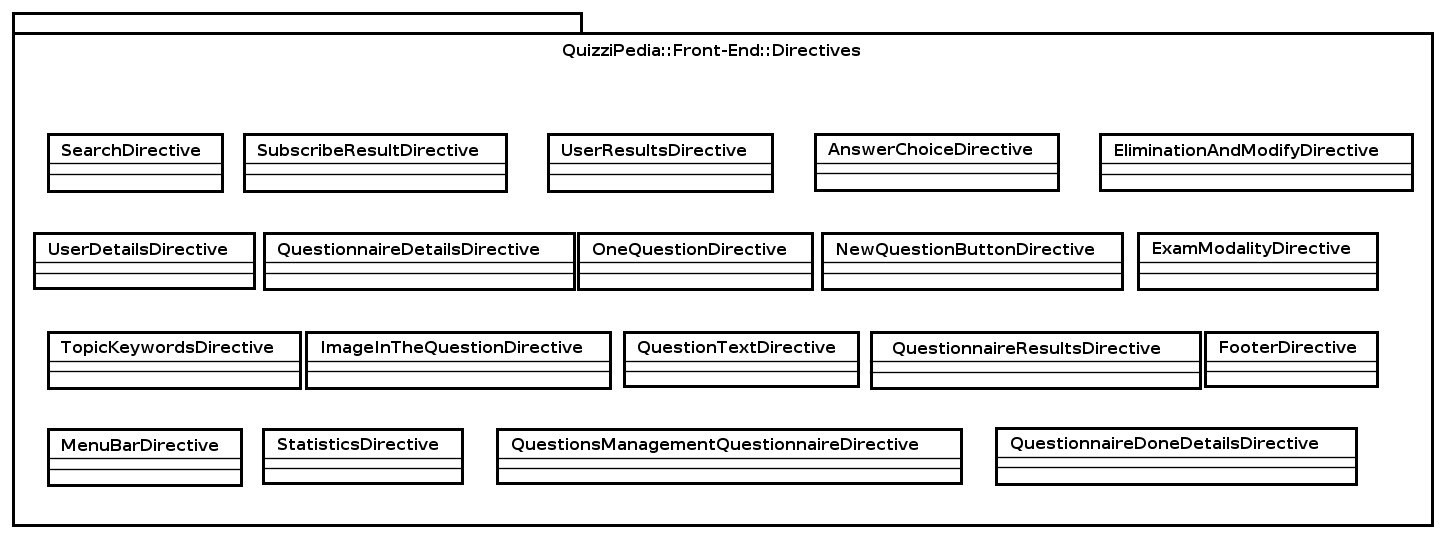 QuizziPedia::Front-End::Directives
SearchDirective
SubscribeResultDirective
UserResultsDirective
AnswerChoiceDirective
EliminationAndModifyDirective
UserDetailsDirective
QuestionnaireDetailsDirective
OneQuestionDirective
NewQuestionButtonDirective
ExamModalityDirective
TopicKeywordsDirective
ImageInTheQuestionDirective
QuestionTextDirective
QuestionnaireResultsDirective
FooterDirective
MenuBarDirective
StatisticsDirective
QuestionsManagementQuestionnaireDirective
QuestionnaireDoneDetailsDirective